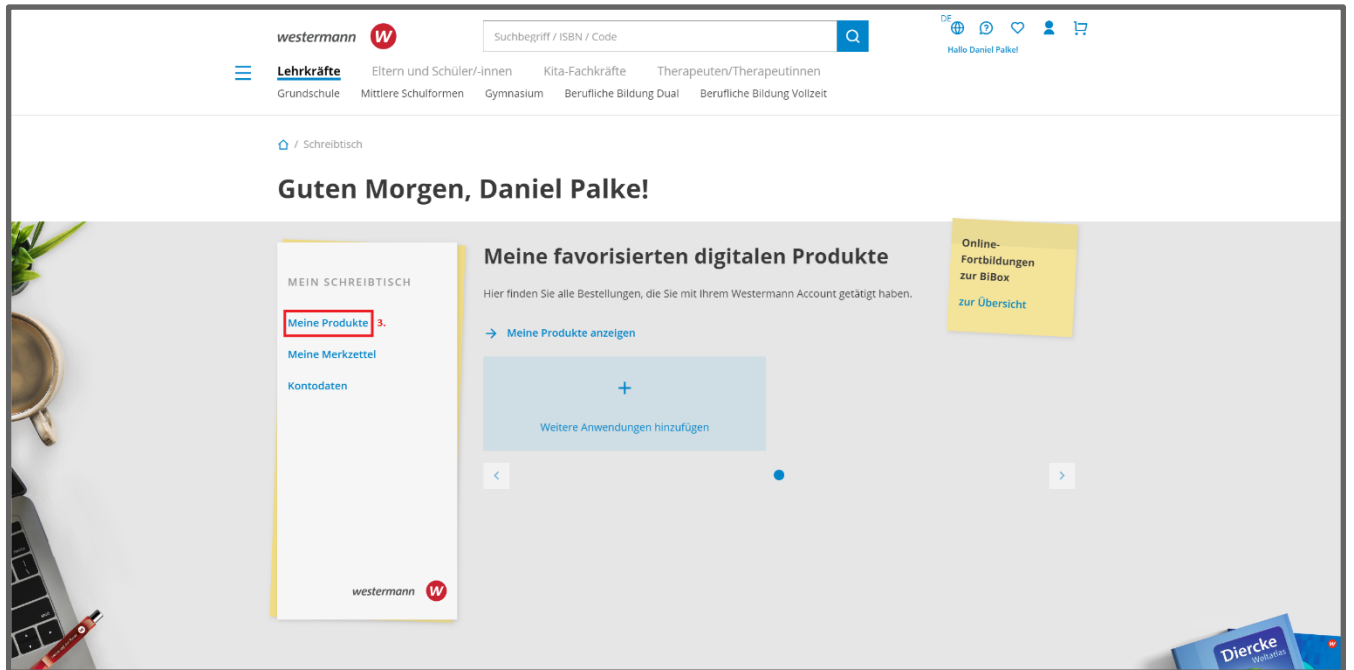 westermann W
Suchbegriff / ISBN / Code
DE
Hallo Daniel Palke!
Lehrkräfte Eltern und Schüler/-innen Kita-Fachkräfte Therapeuten/Therapeutinnen
Grundschule Mittlere Schulformen Gymnasium Berufliche Bildung Dual Berufliche Bildung Vollzeit
/ Schreibtisch
Guten Morgen, Daniel Palke!
MEIN SCHREIBTISCH
Meine Produkte 3.
Meine Merkzettel
Kontodaten
westermann W
Meine favorisierten digitalen Produkte
Hier finden Sie alle Bestellungen, die Sie mit Ihrem Westermann Account getätigt haben.
→ Meine Produkte anzeigen
+
Weitere Anwendungen hinzufügen
Online-
Fortbildungen
zur BiBox
zur Übersicht
Diercke
Weltatlas
W